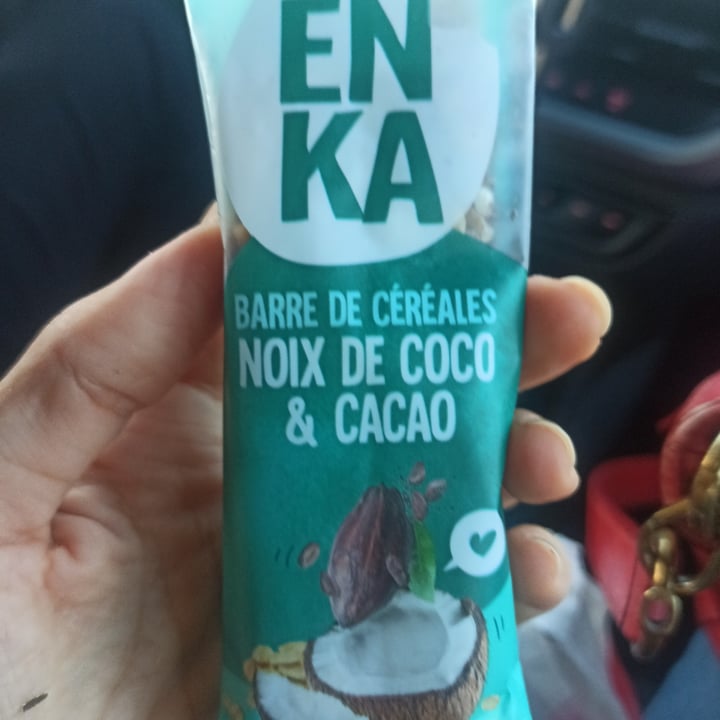 EN
KA
BARRE DE CÉRÉALES
NOIX DE COCO
& CACAO